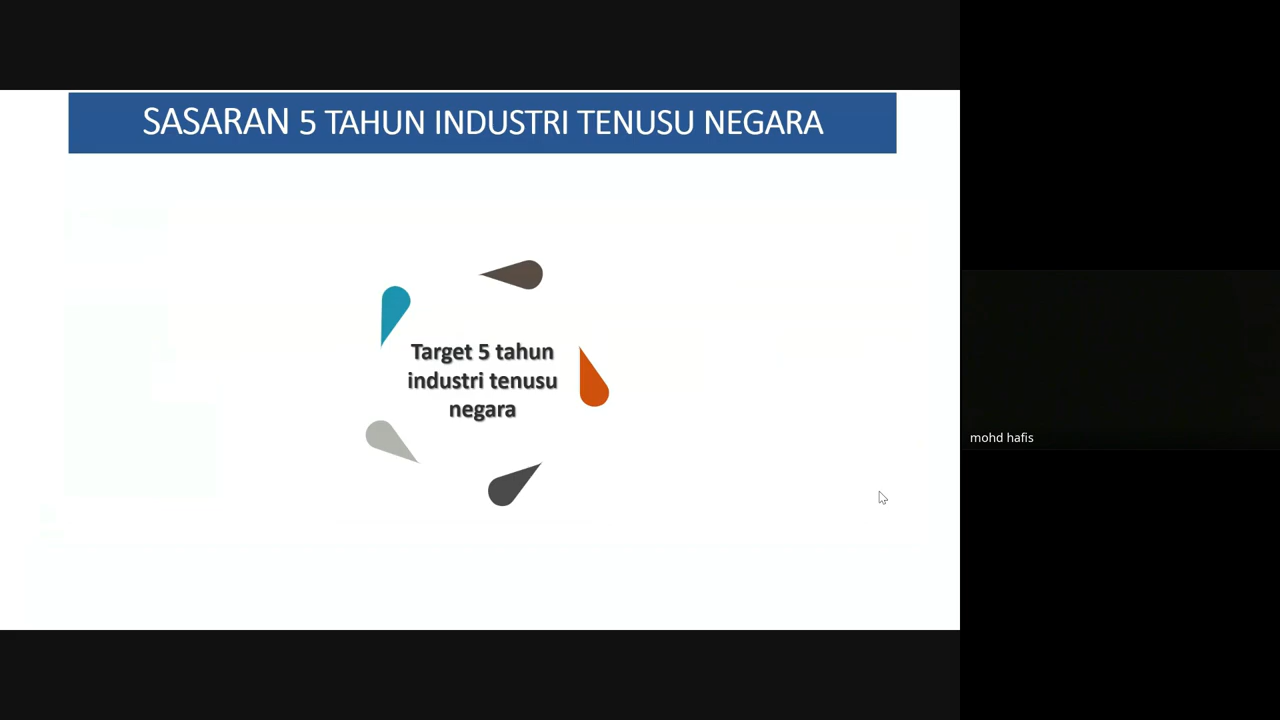 SASARAN 5 TAHUN INDUSTRI TENUSU NEGARA
Target 5 tahun
industri tenusu
negara
mohd hafis